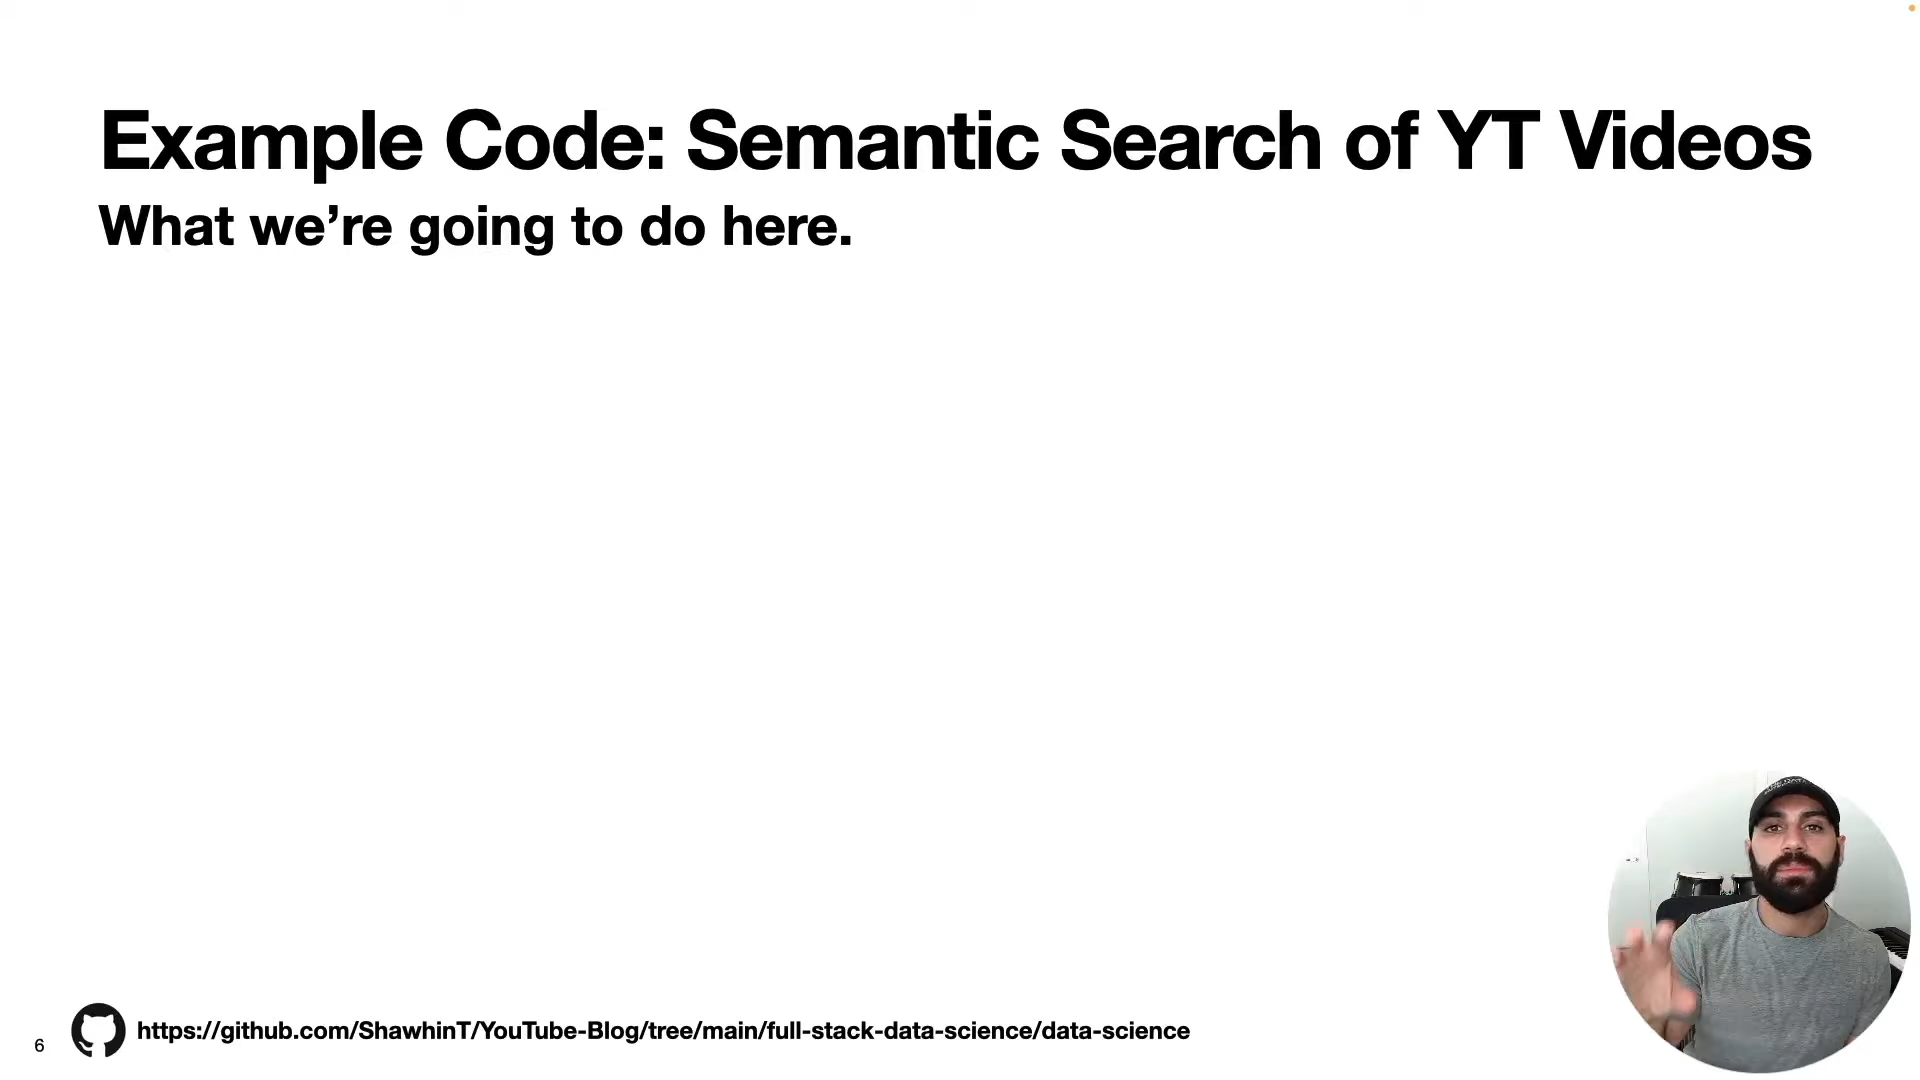 Example Code: Semantic Search of YT Videos
What we’re going to do here.
6
https://github.com/ShawhinT/YouTube-Blog/tree/main/full-stack-data-science/data-science